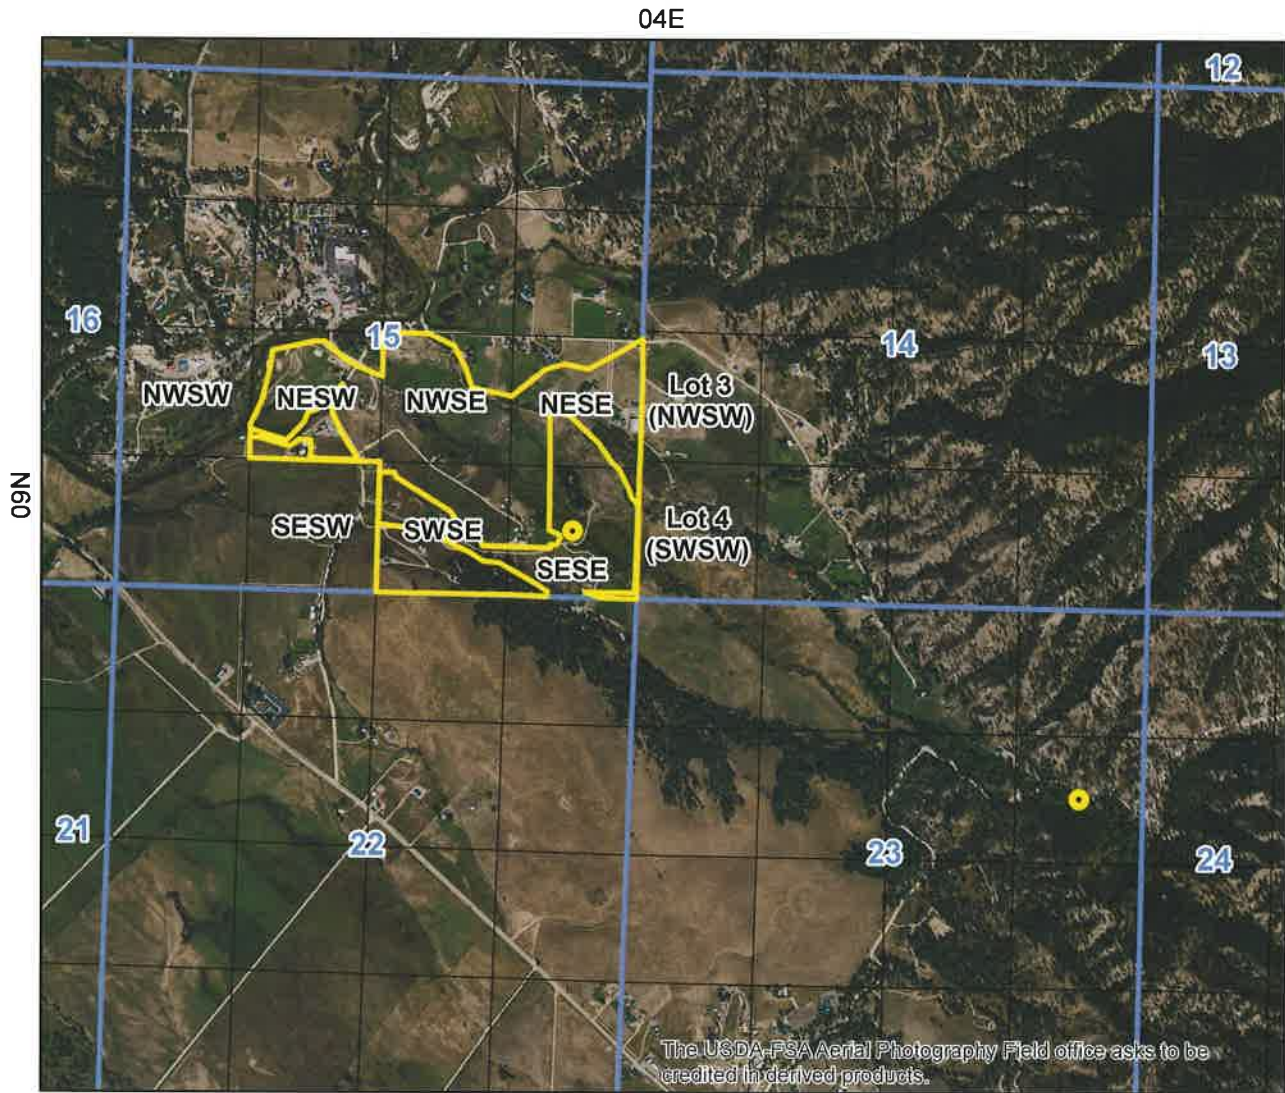 04E
12
16
15
14
13
NWSW
NESW
NWSE
NESE
Lot 3
(NWSW)
09N
SESW
SWSE
Lot 4
(SWSW)
SESE
21
22
23
24
The USDA-FSA Aerial Photography Field office asks to be
credited in derived products.